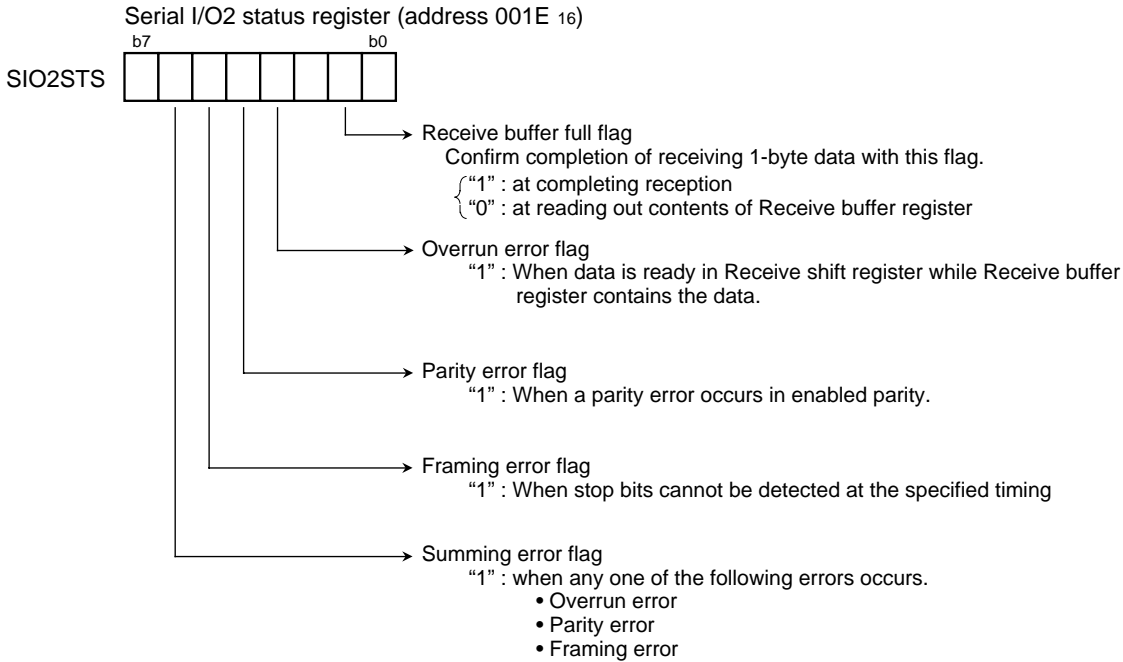 Serial I/O2 status register (address 001E 16)
b7 b0
SIO2STS
Receive buffer full flag
Confirm completion of receiving 1-byte data with this flag.
“1” : at completing reception
“0” : at reading out contents of Receive buffer register
Overrun error flag
“1” : When data is ready in Receive shift register while Receive buffer
register contains the data.
Parity error flag
“1” : When a parity error occurs in enabled parity.
Framing error flag
“1” : When stop bits cannot be detected at the specified timing
Summing error flag
“1” : when any one of the following errors occurs.
• Overrun error
• Parity error
• Framing error